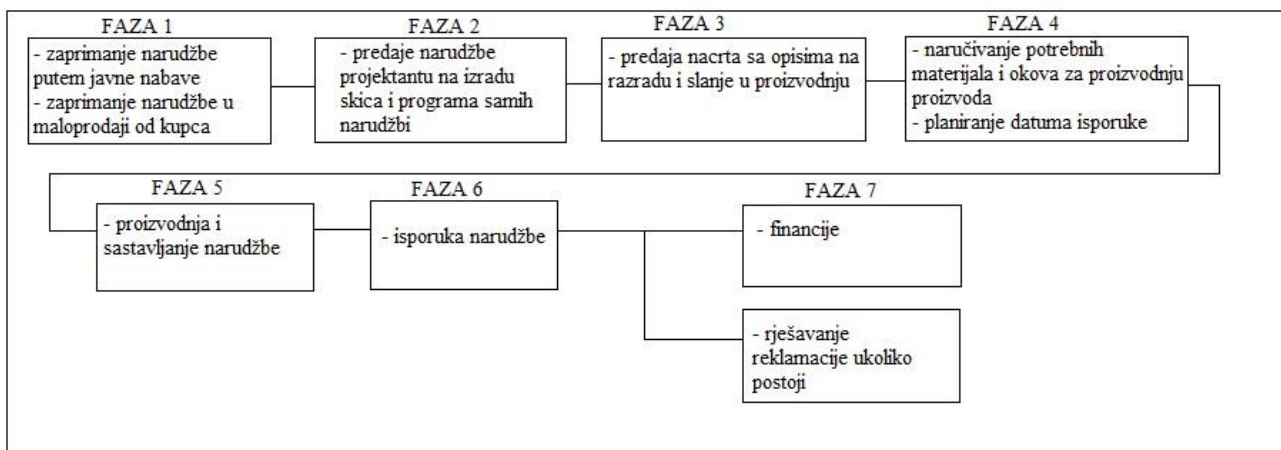 FAZA 1
- zaprimanje narudžbe
putem javne nabave
- zaprimanje narudžbe u
maloprodaji od kupca
FAZA 2
- predaje narudžbe
projektantu na izradu
skica i programa samih
narudžbi
FAZA 3
- predaja nacrta sa opisima na
razradu i slanje u proizvodnju
FAZA 4
- naručivanje potrebnih
materijala i okova za proizvodnju
proizvoda
- planiranje datuma isporuke
FAZA 5
- proizvodnja i
sastavljanje narudžbe
FAZA 6
- isporuka narudžbe
FAZA 7
- financije
- rješavanje
reklamacije ukoliko
postoji